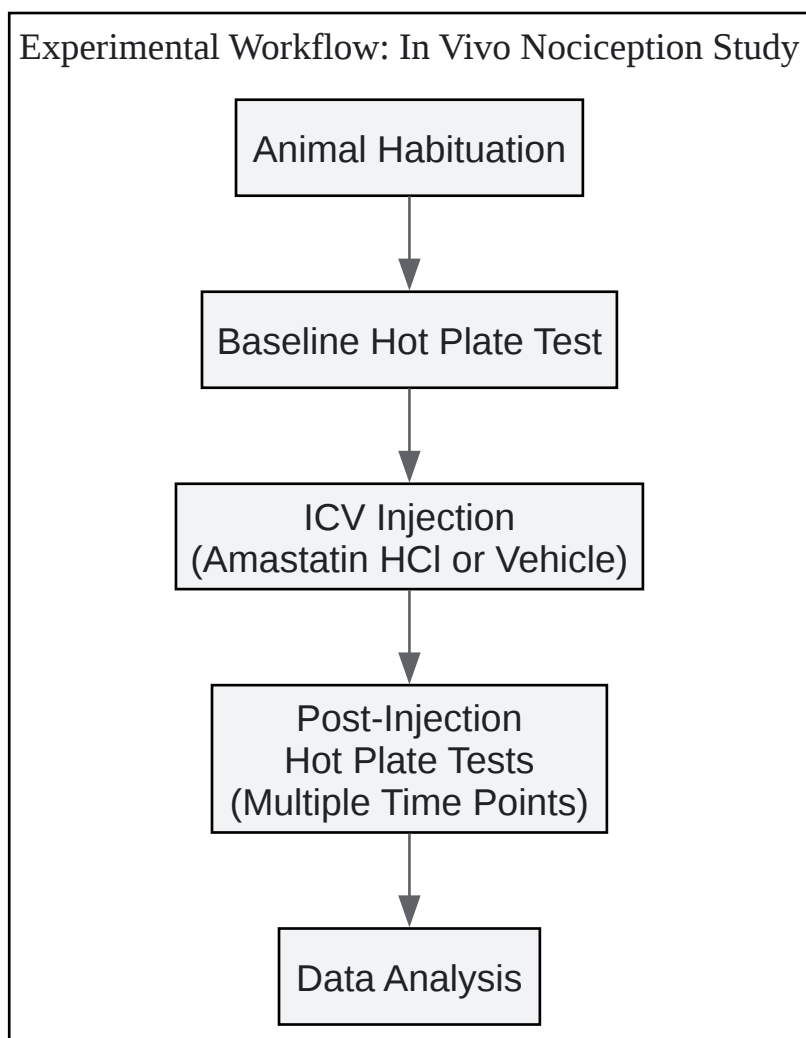 Experimental Workflow: In Vivo Nociception Study
Animal Habituation
Baseline Hot Plate Test
ICV Injection
(Amastatin HCl or Vehicle)
Post-Injection
Hot Plate Tests
(Multiple Time Points)
Data Analysis